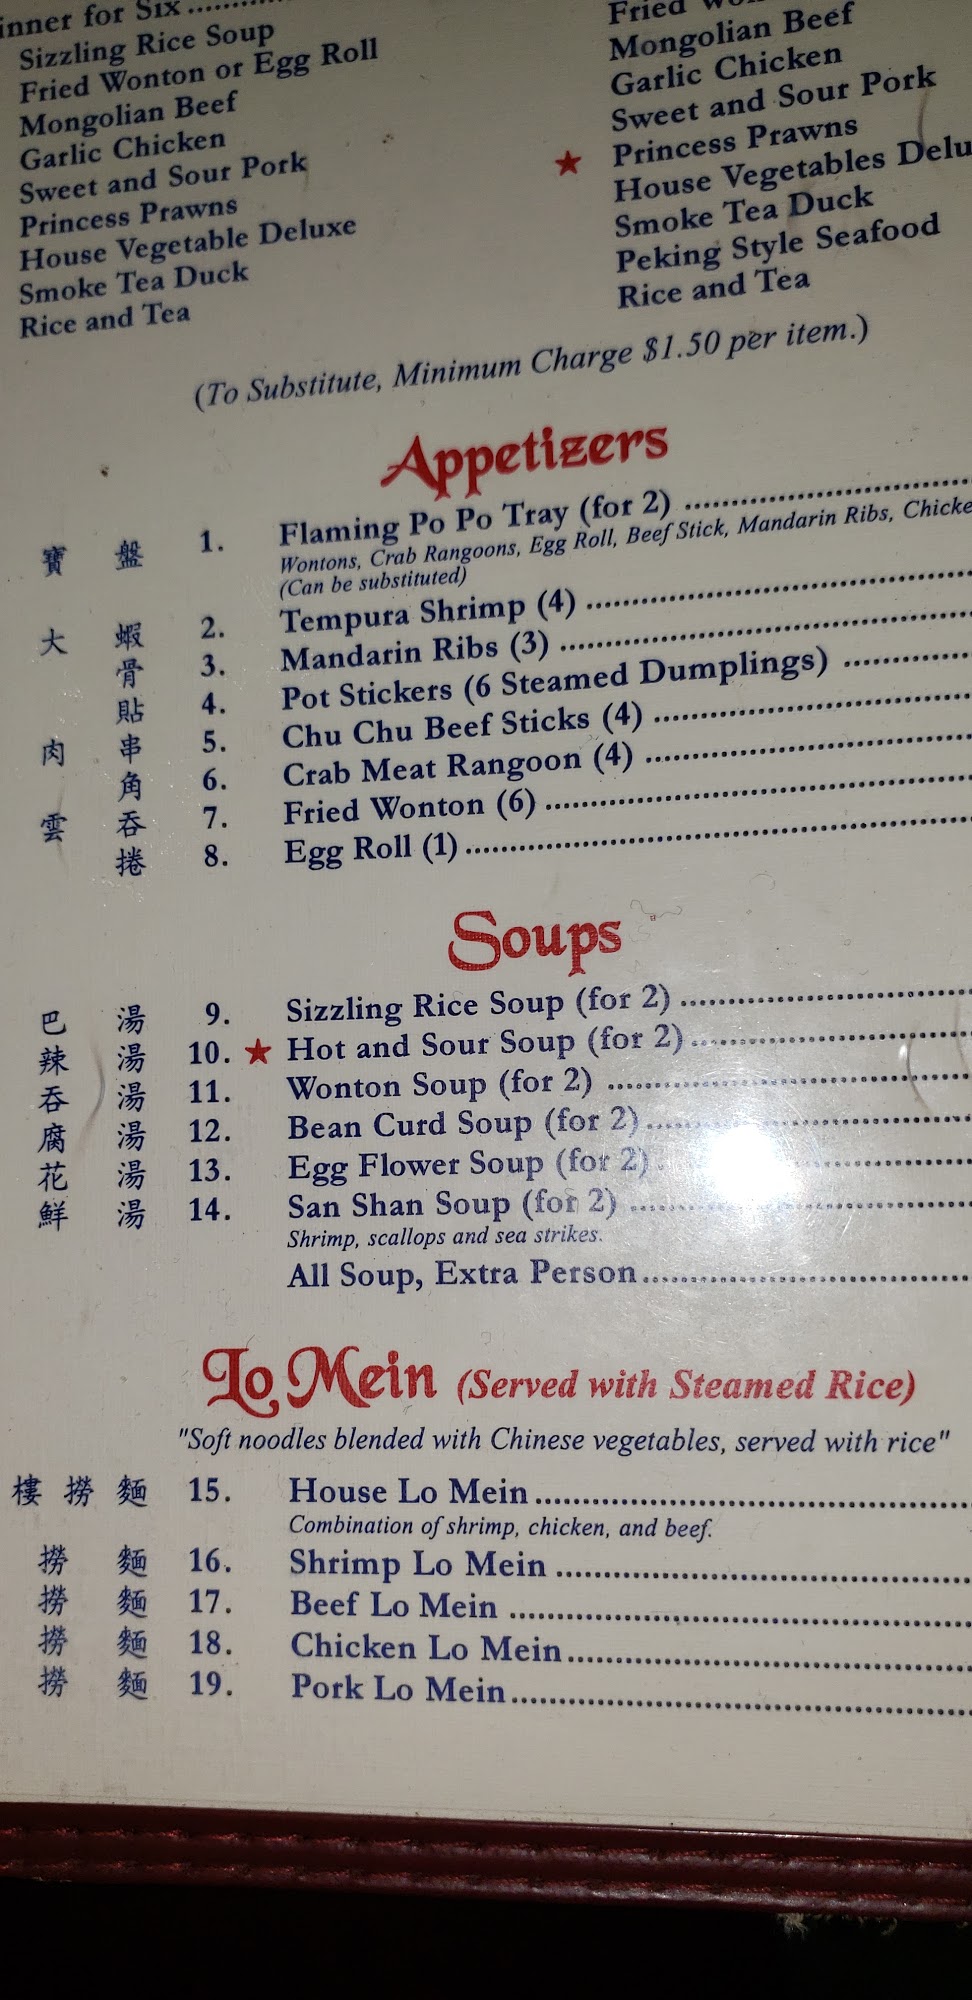 inner for Six
Sizzling Rice Soup
Fried Wonton or Egg Roll
Mongolian Beef
Garlic Chicken
Sweet and Sour Pork
Princess Prawns
House Vegetable Deluxe
Smoke Tea Duck
Rice and Tea
Fried
Mongolian Beef
Garlic Chicken
Sweet and Sour Pork
★ Princess Prawns
House Vegetables Delu
Smoke Tea Duck
Peking Style Seafood
Rice and Tea
(To Substitute, Minimum Charge $1.50 per item.)
Appetizers
寶 盤 1. Flaming Po Po Tray (for 2)
Wontons, Crab Rangoons, Egg Roll, Beef Stick, Mandarin Ribs, Chicke
(Can be substituted)
大 蝦 2. Tempura Shrimp (4)
骨 3. Mandarin Ribs (3)
貼 4. Pot Stickers (6 Steamed Dumplings)
肉 串 5. Chu Chu Beef Sticks (4)
角 6. Crab Meat Rangoon (4)
雲 吞 7. Fried Wonton (6)
捲 8. Egg Roll (1)
Soups
巴 湯 9. Sizzling Rice Soup (for 2)
辣 湯 10. ★ Hot and Sour Soup (for 2)
吞 湯 11. Wonton Soup (for 2)
腐 湯 12. Bean Curd Soup (for 2)
花 湯 13. Egg Flower Soup (for 2)
鮮 湯 14. San Shan Soup (for 2)
Shrimp, scallops and sea strikes.
All Soup, Extra Person
Lo Mein (Served with Steamed Rice)
"Soft noodles blended with Chinese vegetables, served with rice"
樓 撈 麵 15. House Lo Mein
Combination of shrimp, chicken, and beef.
撈 麵 16. Shrimp Lo Mein
撈 麵 17. Beef Lo Mein
撈 麵 18. Chicken Lo Mein
撈 麵 19. Pork Lo Mein